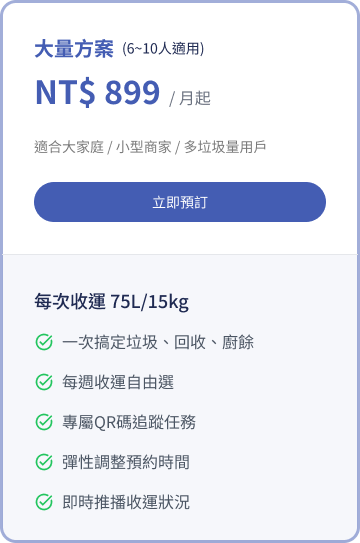 大量方案 (6~10人適用)
NT$ 899 / 月起
適合大家庭 / 小型商家 / 多垃圾量用戶
立即預訂
每次收運 75L/15kg
一次搞定垃圾、回收、廚餘
每週收運自由選
專屬QR碼追蹤任務
彈性調整預約時間
即時推播收運狀況